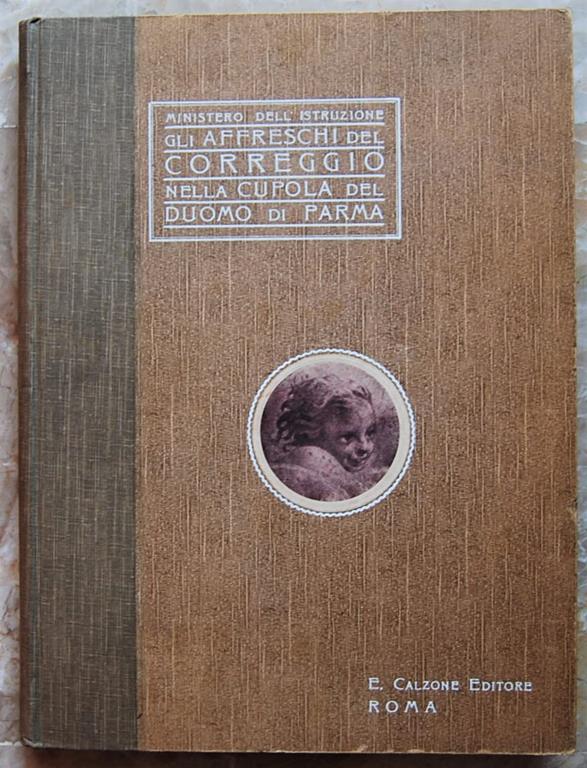 MINISTERO DELL'ISTRUZIONE
GLI AFFRESCHI DEL
CORREGGIO
NELLA CUPOLA DEL
DUOMO DI PARMA
E. CALZONE EDITORE
ROMA